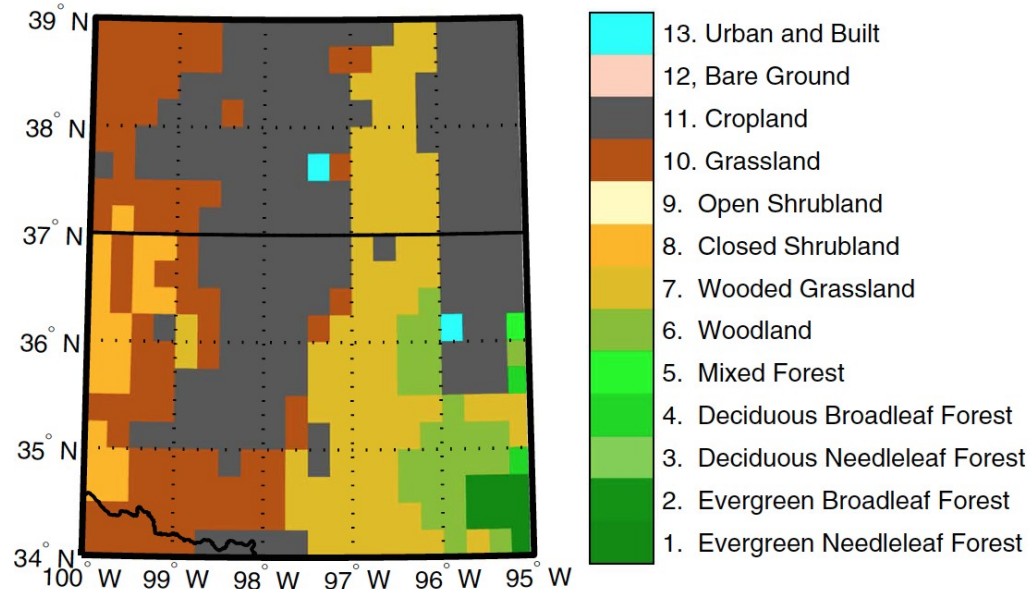 39° N
38° N
37° N
36° N
35° N
34° N
100° W 99° W 98° W 97° W 96° W 95° W
13. Urban and Built
12, Bare Ground
11. Cropland
10. Grassland
9. Open Shrubland
8. Closed Shrubland
7. Wooded Grassland
6. Woodland
5. Mixed Forest
4. Deciduous Broadleaf Forest
3. Deciduous Needleleaf Forest
2. Evergreen Broadleaf Forest
1. Evergreen Needleleaf Forest